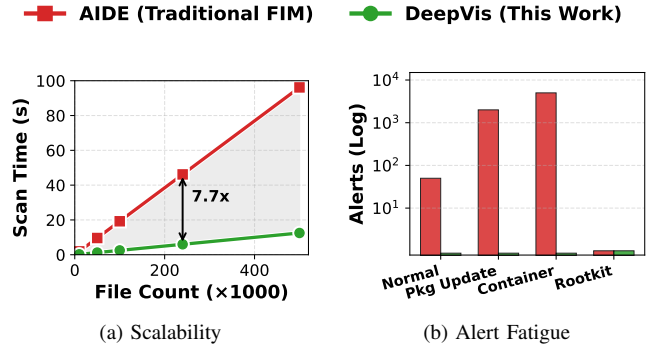 AIDE (Traditional FIM) DeepVis (This Work)
100
80
60
40
20
0
Scan Time (s)
7.7x
0 200 400
File Count (×1000)
(a) Scalability
10⁴
10³
10²
10¹
Alerts (Log)
Normal
Pkg Update
Container
Rootkit
(b) Alert Fatigue